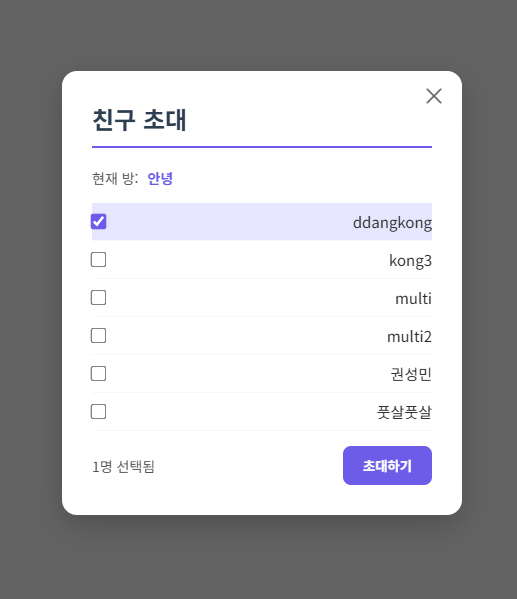 친구 초대
현재 방: 안녕
ddangkong
kong3
multi
multi2
권성민
풋살풋살
1명 선택됨
초대하기